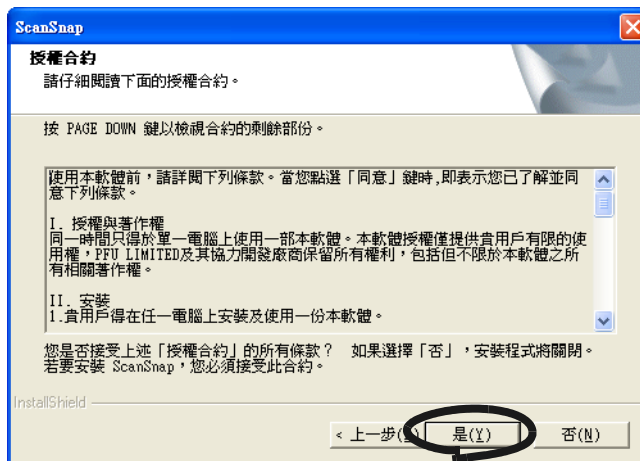 ScanSnap
授權合約
請仔細閱讀下面的授權合約。
按 PAGE DOWN 鍵以檢視合約的剩餘部份。
使用本軟體前，請詳閱下列條款。當您點選「同意」鍵時,即表示您已了解並同
意下列條款。
I. 授權與著作權
同一時間只得於單一電腦上使用一部本軟體。本軟體授權僅提供貴用戶有限的使
用權，PFU LIMITED及其協力開發廠商保留所有權利，包括但不限於本軟體之所
有相關著作權。
II. 安裝
1.貴用戶得在任一電腦上安裝及使用一份本軟體。
您是否接受上述「授權合約」的所有條款？ 如果選擇「否」，安裝程式將關閉。
若要安裝 ScanSnap，您必須接受此合約。
InstallShield
< 上一步( 是(Y) 否(N)